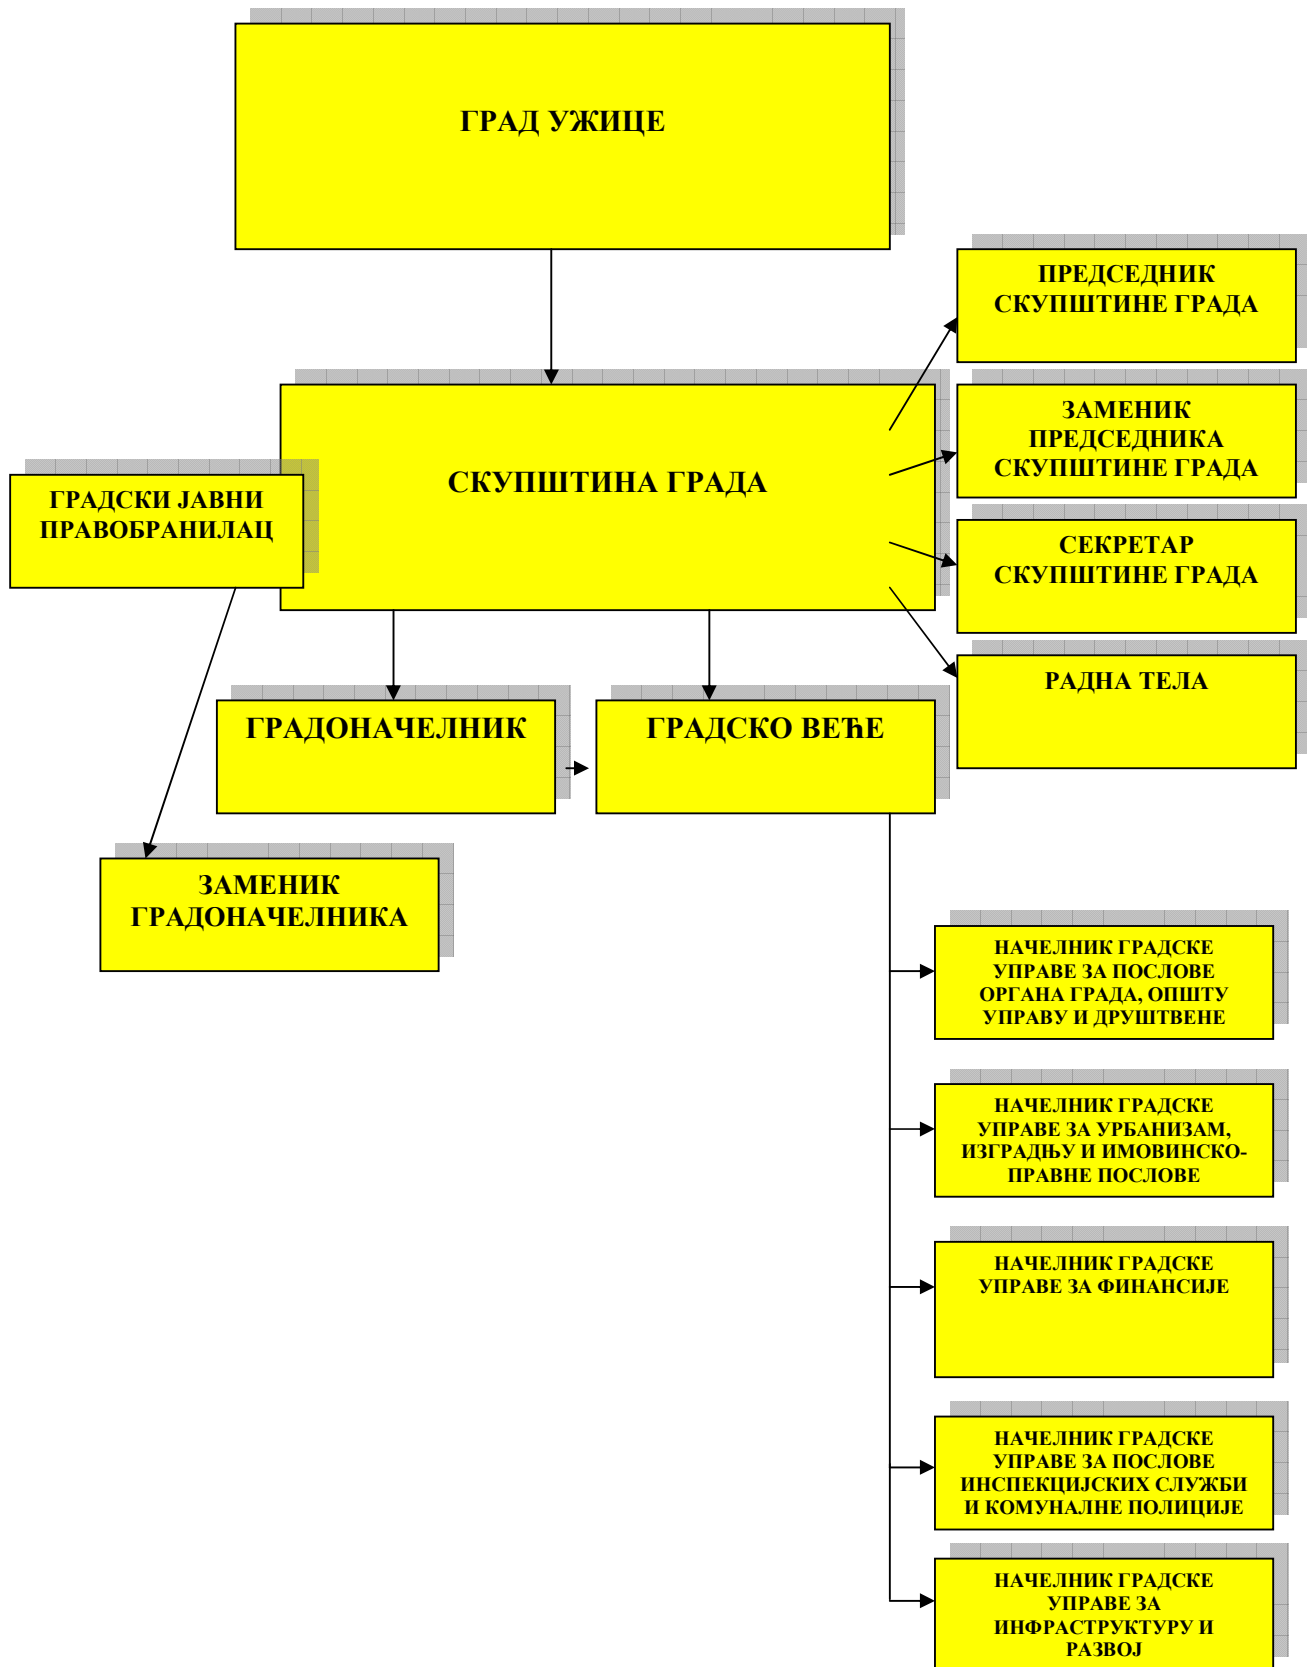 ГРАД УЖИЦЕ
ПРЕДСЕДНИК
СКУПШТИНЕ ГРАДА
ЗАМЕНИК
ПРЕДСЕДНИКА
СКУПШТИНЕ ГРАДА
СКУПШТИНА ГРАДА
ГРАДСКИ ЈАВНИ
ПРАВОБРАНИЛАЦ
СЕКРЕТАР
СКУПШТИНЕ ГРАДА
РАДНА ТЕЛА
ГРАДОНАЧЕЛНИК
ГРАДСКО ВЕЋЕ
ЗАМЕНИК
ГРАДОНАЧЕЛНИКА
НАЧЕЛНИК ГРАДСКЕ
УПРАВЕ ЗА ПОСЛОВЕ
ОРГАНА ГРАДА, ОПШТУ
УПРАВУ И ДРУШТВЕНЕ
НАЧЕЛНИК ГРАДСКЕ
УПРАВЕ ЗА УРБАНИЗАМ,
ИЗГРАДЊУ И ИМОВИНСКО-
ПРАВНЕ ПОСЛОВЕ
НАЧЕЛНИК ГРАДСКЕ
УПРАВЕ ЗА ФИНАНСИЈЕ
НАЧЕЛНИК ГРАДСКЕ
УПРАВЕ ЗА ПОСЛОВЕ
ИНСПЕКЦИЈСКИХ СЛУЖБИ
И КОМУНАЛНЕ ПОЛИЦИЈЕ
НАЧЕЛНИК ГРАДСКЕ
УПРАВЕ ЗА
ИНФРАСТРУКТУРУ И
РАЗВОЈ